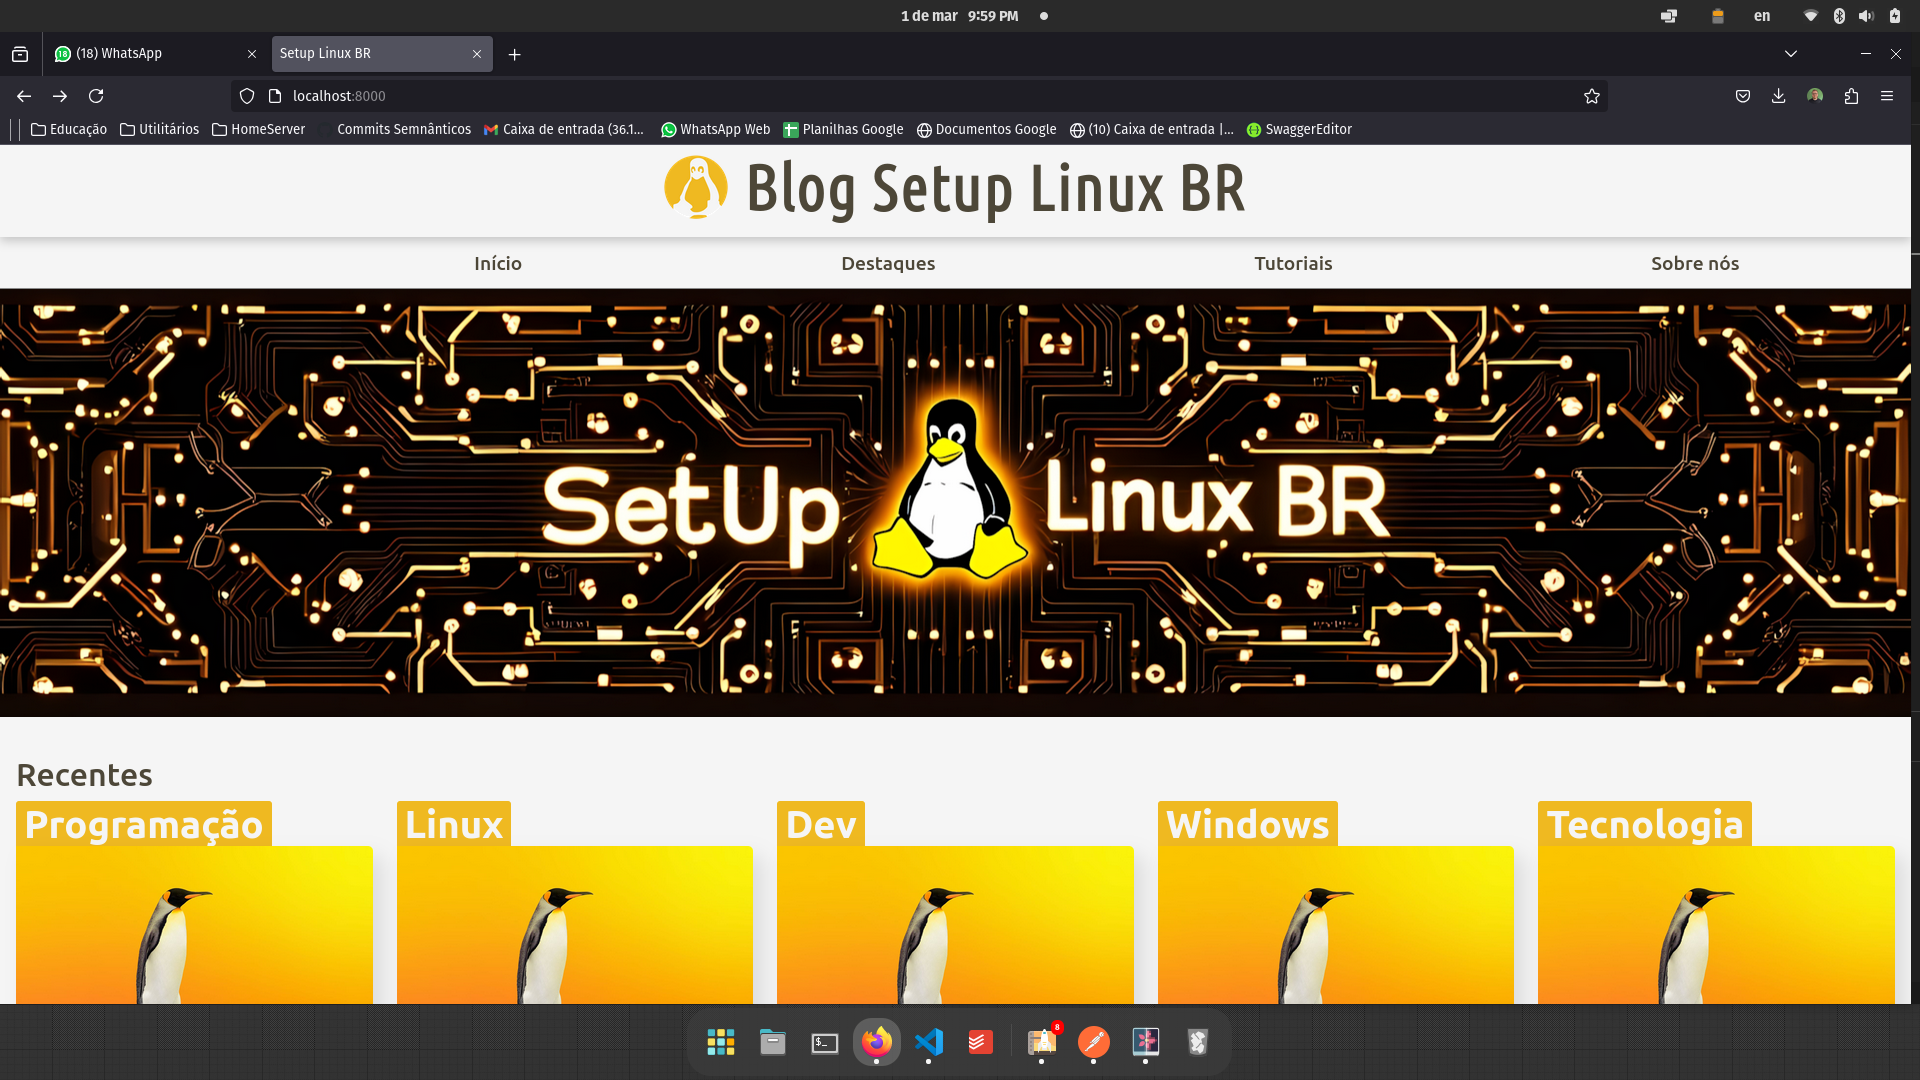 1 de mar 9:59 PM
en
(18) WhatsApp
Setup Linux BR
localhost:8000
Educação
Utilitários
HomeServer
Commits Semnânticos
Caixa de entrada (36.1...
WhatsApp Web
Planilhas Google
Documentos Google
(10) Caixa de entrada |...
SwaggerEditor
Blog Setup Linux BR
Início
Destaques
Tutoriais
Sobre nós
SetUp Linux BR
Recentes
Programação
Linux
Dev
Windows
Tecnologia
$_
8